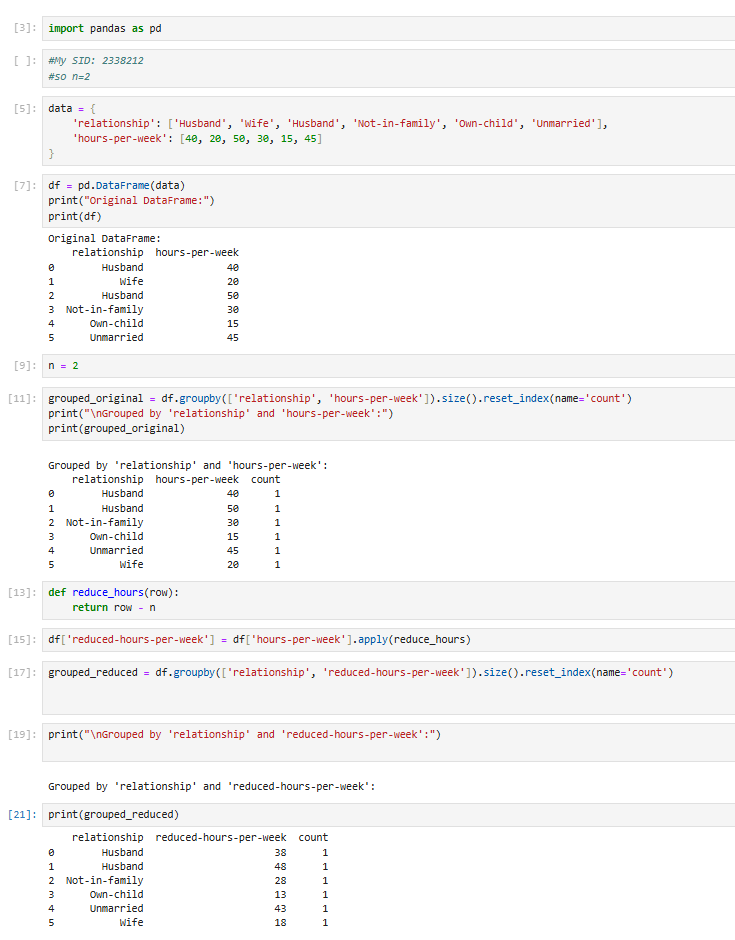 [3]: import pandas as pd
[ ]: #My SID: 2338212
#so n=2
[5]: data = {
    'relationship': ['Husband', 'Wife', 'Husband', 'Not-in-family', 'Own-child', 'Unmarried'],
    'hours-per-week': [40, 20, 50, 30, 15, 45]
}
[7]: df = pd.DataFrame(data)
print("Original DataFrame:")
print(df)
Original DataFrame:
    relationship  hours-per-week
0        Husband              40
1           Wife              20
2        Husband              50
3  Not-in-family              30
4      Own-child              15
5      Unmarried              45
[9]: n = 2
[11]: grouped_original = df.groupby(['relationship', 'hours-per-week']).size().reset_index(name='count')
print("\nGrouped by 'relationship' and 'hours-per-week':")
print(grouped_original)
Grouped by 'relationship' and 'hours-per-week':
    relationship  hours-per-week  count
0        Husband              40      1
1        Husband              50      1
2  Not-in-family              30      1
3      Own-child              15      1
4      Unmarried              45      1
5           Wife              20      1
[13]: def reduce_hours(row):
    return row - n
[15]: df['reduced-hours-per-week'] = df['hours-per-week'].apply(reduce_hours)
[17]: grouped_reduced = df.groupby(['relationship', 'reduced-hours-per-week']).size().reset_index(name='count')
[19]: print("\nGrouped by 'relationship' and 'reduced-hours-per-week':")
Grouped by 'relationship' and 'reduced-hours-per-week':
[21]: print(grouped_reduced)
    relationship  reduced-hours-per-week  count
0        Husband                      38      1
1        Husband                      48      1
2  Not-in-family                      28      1
3      Own-child                      13      1
4      Unmarried                      43      1
5           Wife                      18      1